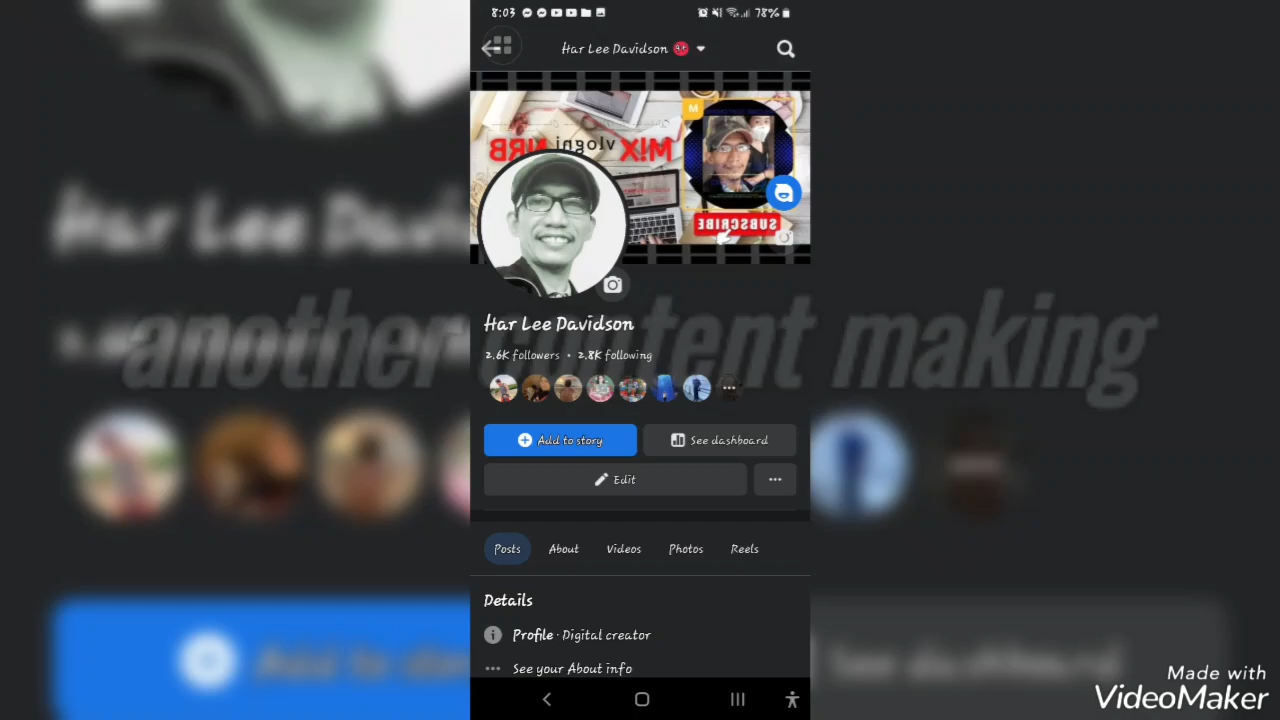 8:03
78%
Har Lee Davidson
M
MIX vlogni NRB
SUBSCRIBE
Har Lee Davidson
2.6K followers • 2.8K following
another content making
Add to story
See dashboard
Edit
Posts About Videos Photos Reels
Details
Profile · Digital creator
See your About info
Made with
VideoMaker